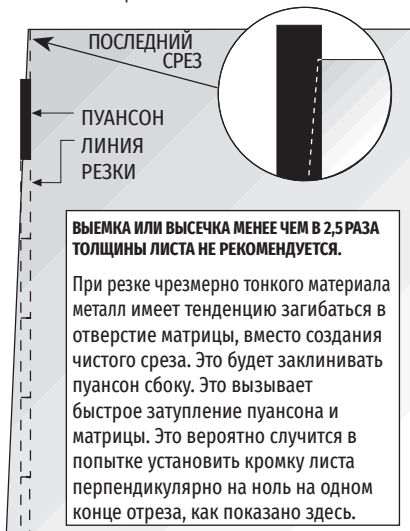 ПОСЛЕДНИЙ
СРЕЗ
ПУАНСОН
ЛИНИЯ
РЕЗКИ
ВЫЕМКА ИЛИ ВЫСЕЧКА МЕНЕЕ ЧЕМ В 2,5 РАЗА
ТОЛЩИНЫ ЛИСТА НЕ РЕКОМЕНДУЕТСЯ.
При резке чрезмерно тонкого материала
металл имеет тенденцию загибаться в
отверстие матрицы, вместо создания
чистого среза. Это будет заклинивать
пуансон сбоку. Это вызывает
быстрое затупление пуансона и
матрицы. Это вероятно случится в
попытке установить кромку листа
перпендикулярно на ноль на одном
конце отреза, как показано здесь.